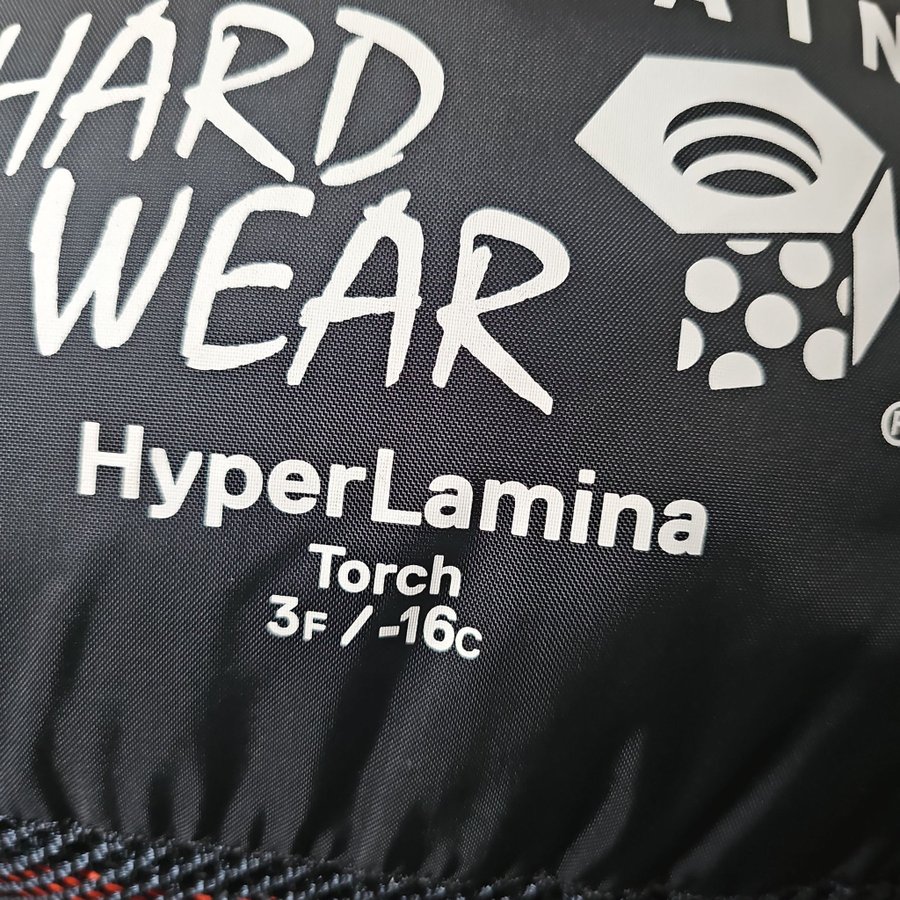 HARD
WEAR
HyperLamina
Torch
3F / -16C